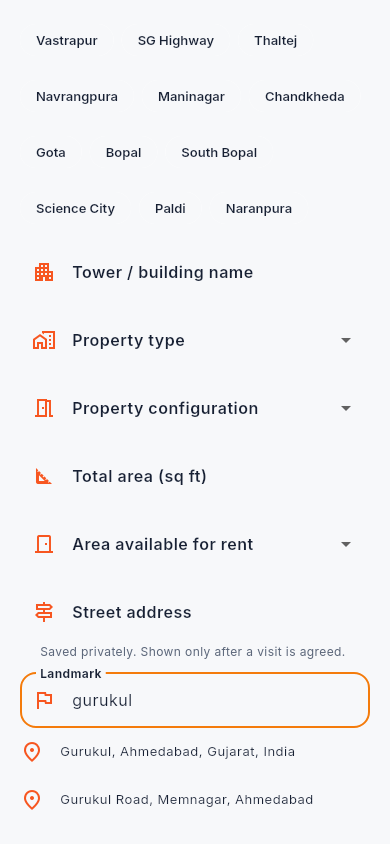 Vastrapur SG Highway Thaltej
Navrangpura Maninagar Chandkheda
Gota Bopal South Bopal
Science City Paldi Naranpura
Tower / building name
Property type
Property configuration
Total area (sq ft)
Area available for rent
Street address
Saved privately. Shown only after a visit is agreed.
Landmark
gurukul
Gurukul, Ahmedabad, Gujarat, India
Gurukul Road, Memnagar, Ahmedabad